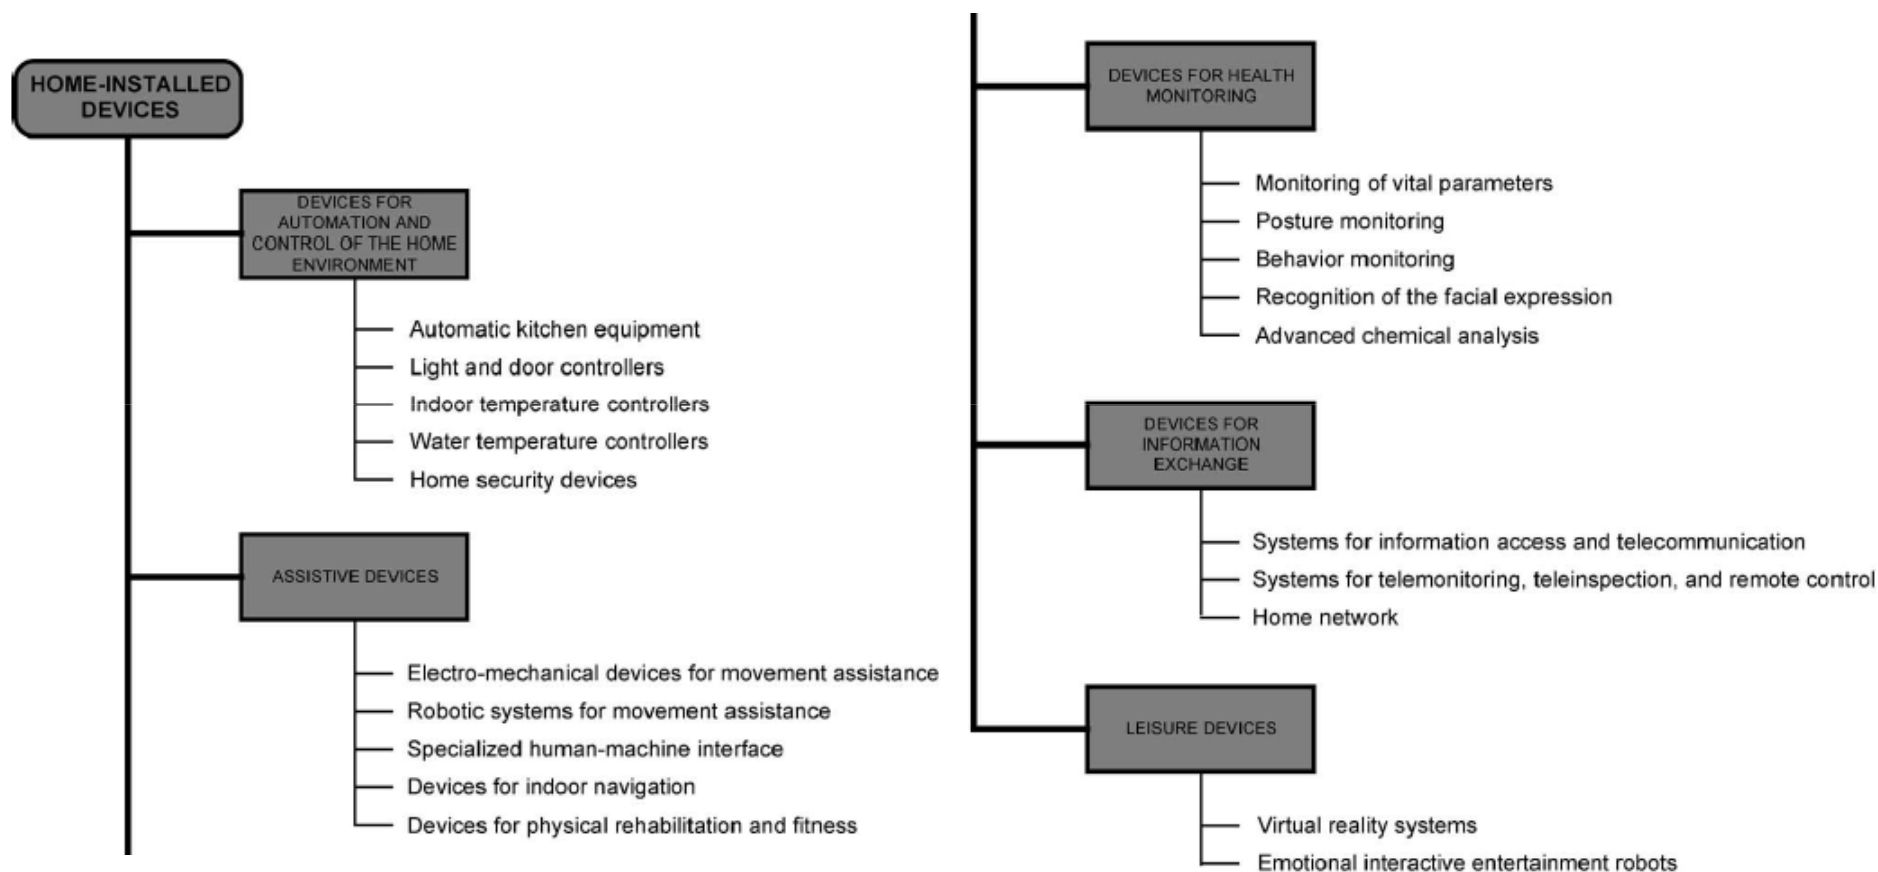 HOME-INSTALLED
DEVICES
DEVICES FOR
AUTOMATION AND
CONTROL OF THE HOME
ENVIRONMENT
Automatic kitchen equipment
Light and door controllers
Indoor temperature controllers
Water temperature controllers
Home security devices
ASSISTIVE DEVICES
Electro-mechanical devices for movement assistance
Robotic systems for movement assistance
Specialized human-machine interface
Devices for indoor navigation
Devices for physical rehabilitation and fitness
DEVICES FOR HEALTH
MONITORING
Monitoring of vital parameters
Posture monitoring
Behavior monitoring
Recognition of the facial expression
Advanced chemical analysis
DEVICES FOR
INFORMATION
EXCHANGE
Systems for information access and telecommunication
Systems for telemonitoring, teleinspection, and remote control
Home network
LEISURE DEVICES
Virtual reality systems
Emotional interactive entertainment robots